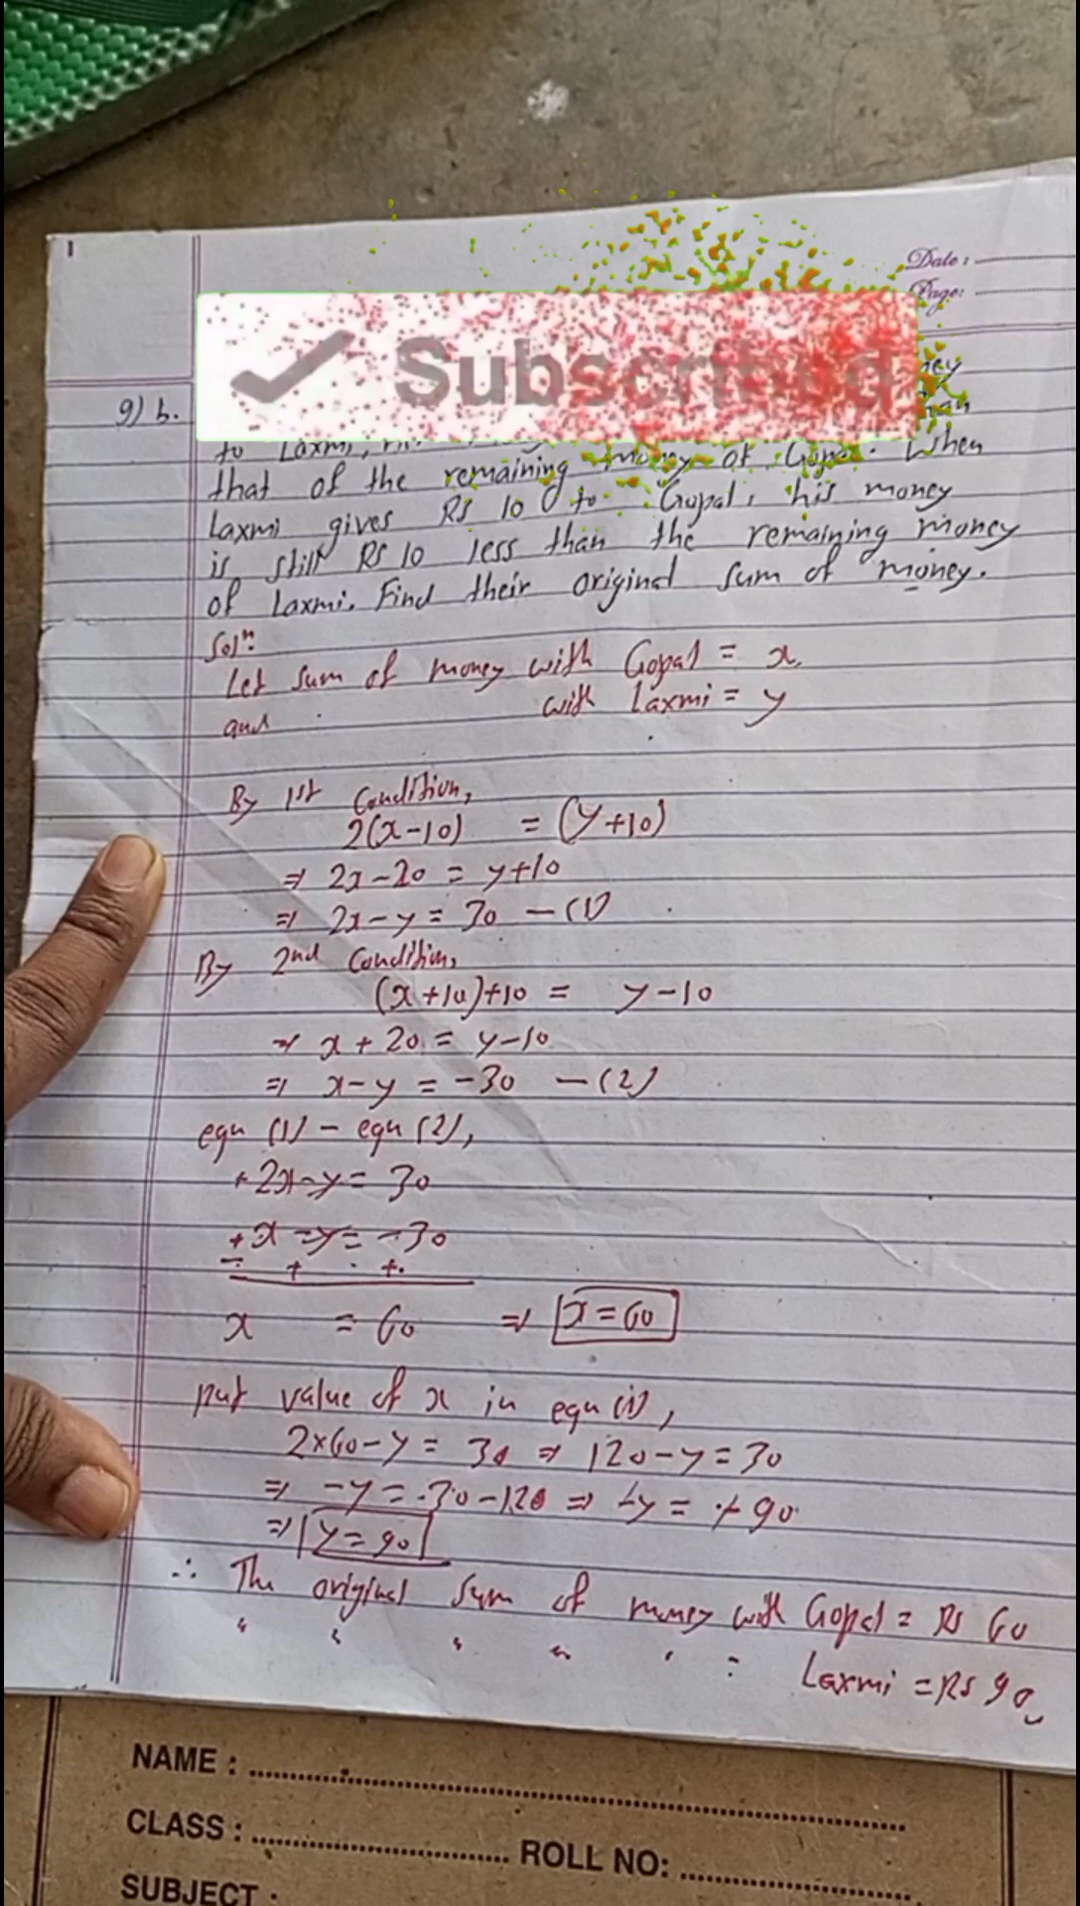 1
Date :
Page:
Subscribed
ney
9) b.
than
to Laxmi,
that of the remaining money of Gopal. When
Laxmi gives RS 10 to Gopal, his money
is still RS 10 less than the remaining money
of Laxmi. Find their original sum of money.
Solⁿ:
Let sum of money with Gopal = x,
and with Laxmi = y
By 1st Condition,
2(x-10) = (y+10)
⇒ 2x-20 = y+10
⇒ 2x-y = 30 -(1)
By 2nd Condition,
(x+10)+10 = y-10
⇒ x + 20 = y-10
⇒ x-y = -30 -(2)
equ (1) - equ (2),
+2x-y = 30
+x-y = -30
- + +
x = 60 ⇒ x = 60
put value of x in equ (1),
2×60-y = 30 ⇒ 120-y = 30
⇒ -y = 30-120 ⇒ -y = -90
⇒ y = 90
∴ The original sum of money with Gopal = Rs 60
" " " " " : Laxmi = Rs 90
NAME :
CLASS : ROLL NO:
SUBJECT :